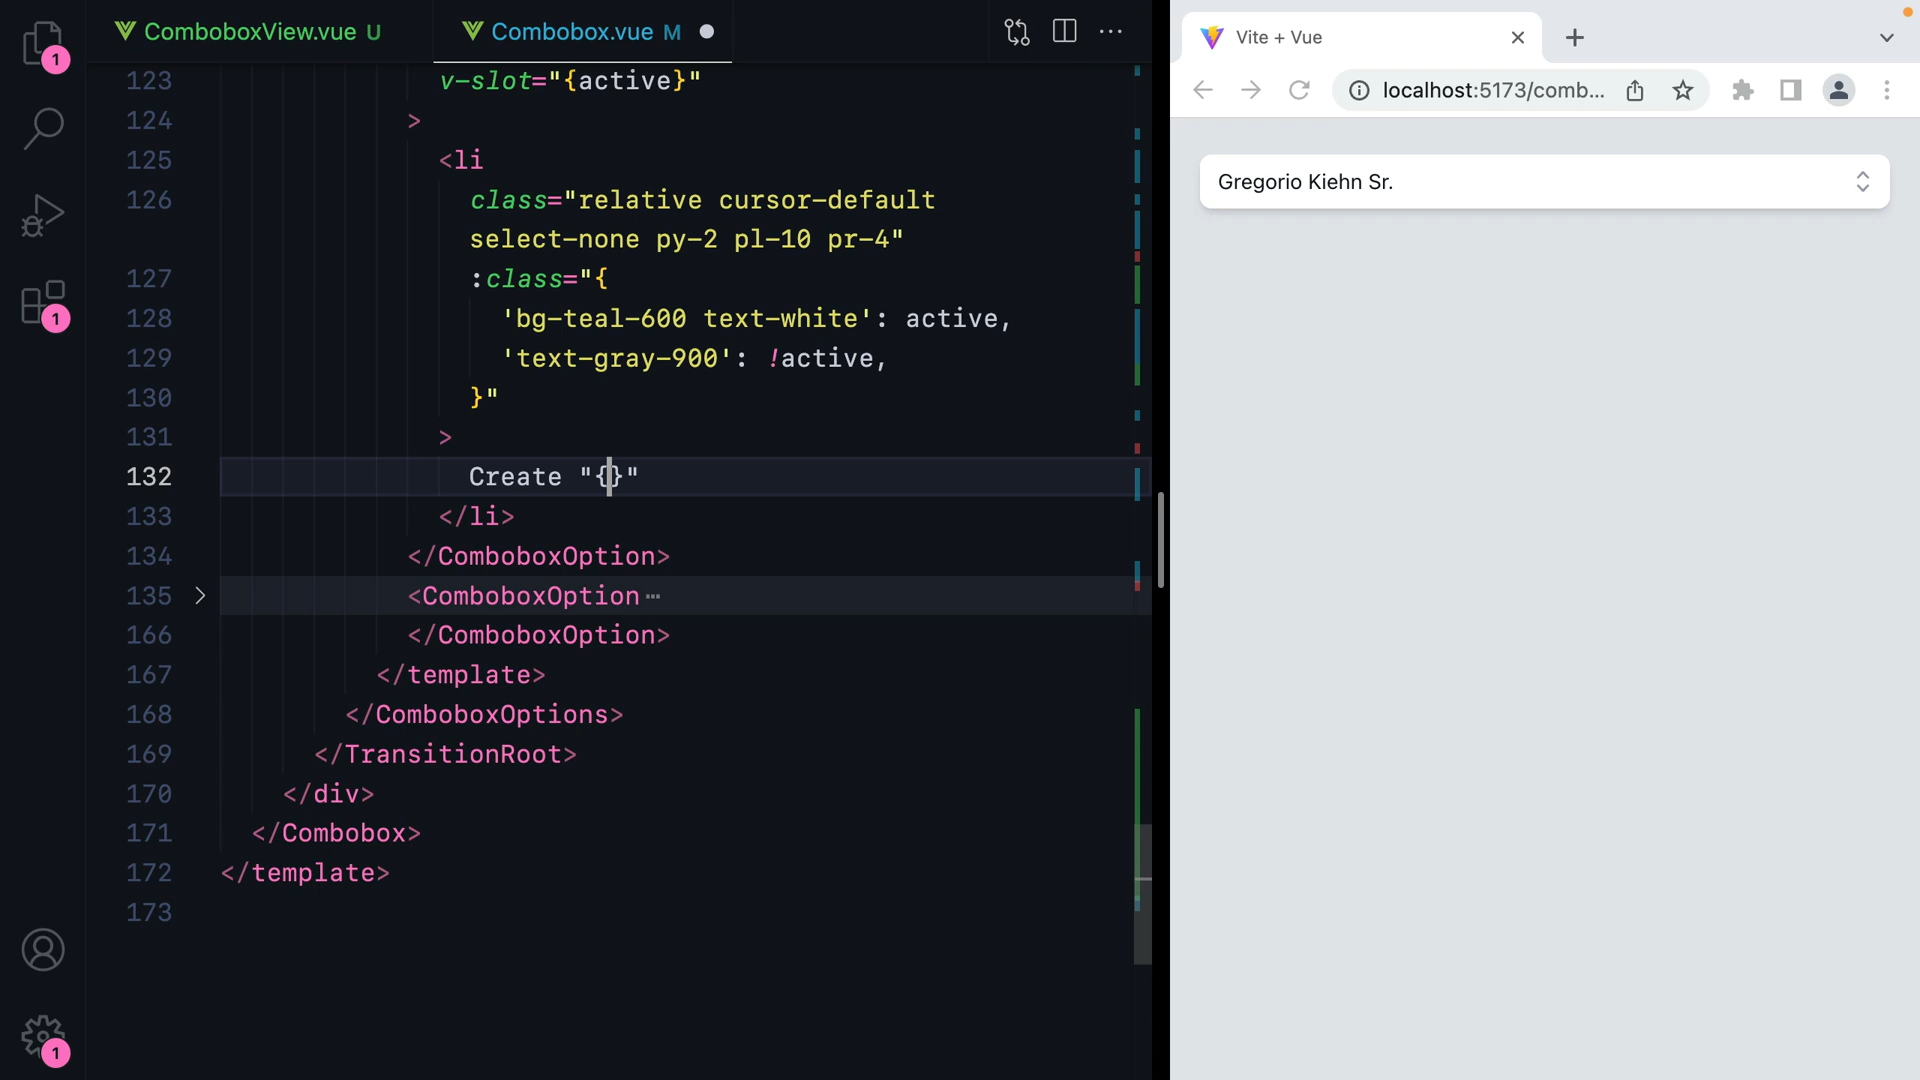 ComboboxView.vue U
Combobox.vue M
Vite + Vue
localhost:5173/comb...
1
1
1
123 v-slot="{active}"
124 >
125 <li
126 class="relative cursor-default
select-none py-2 pl-10 pr-4"
127 :class="{
128 'bg-teal-600 text-white': active,
129 'text-gray-900': !active,
130 }"
131 >
132 Create "{}"
133 </li>
134 </ComboboxOption>
135 <ComboboxOption …
166 </ComboboxOption>
167 </template>
168 </ComboboxOptions>
169 </TransitionRoot>
170 </div>
171 </Combobox>
172 </template>
173
Gregorio Kiehn Sr.